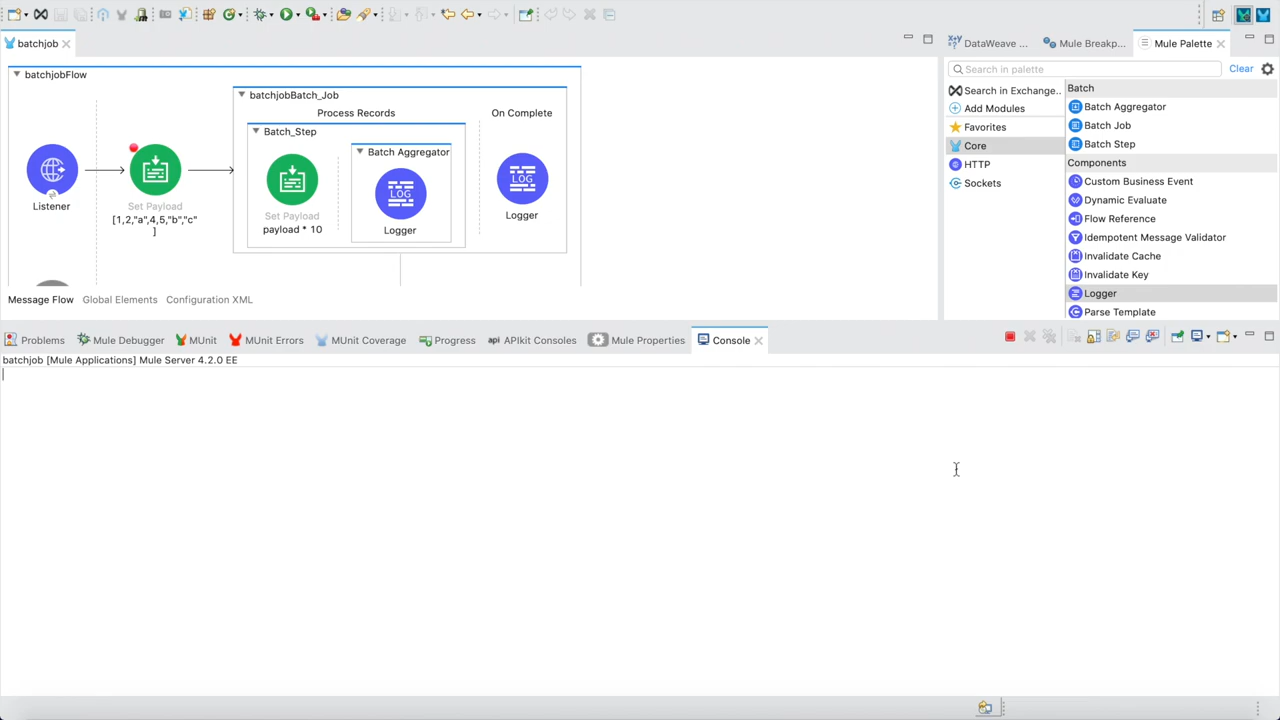 batchjob
DataWeave ...
Mule Breakp...
Mule Palette
batchjobFlow
batchjobBatch_Job
Process Records
On Complete
Batch_Step
Batch Aggregator
Listener
Set Payload
[1,2,"a",4,5,"b","c"
]
Set Payload
payload * 10
LOG
Logger
LOG
Logger
Message Flow
Global Elements
Configuration XML
Search in palette
Clear
Search in Exchange..
Add Modules
Favorites
Core
HTTP
Sockets
Batch
Batch Aggregator
Batch Job
Batch Step
Components
Custom Business Event
Dynamic Evaluate
Flow Reference
Idempotent Message Validator
Invalidate Cache
Invalidate Key
Logger
Parse Template
Problems
Mule Debugger
MUnit
MUnit Errors
MUnit Coverage
Progress
api
APIkit Consoles
Mule Properties
Console
batchjob [Mule Applications] Mule Server 4.2.0 EE